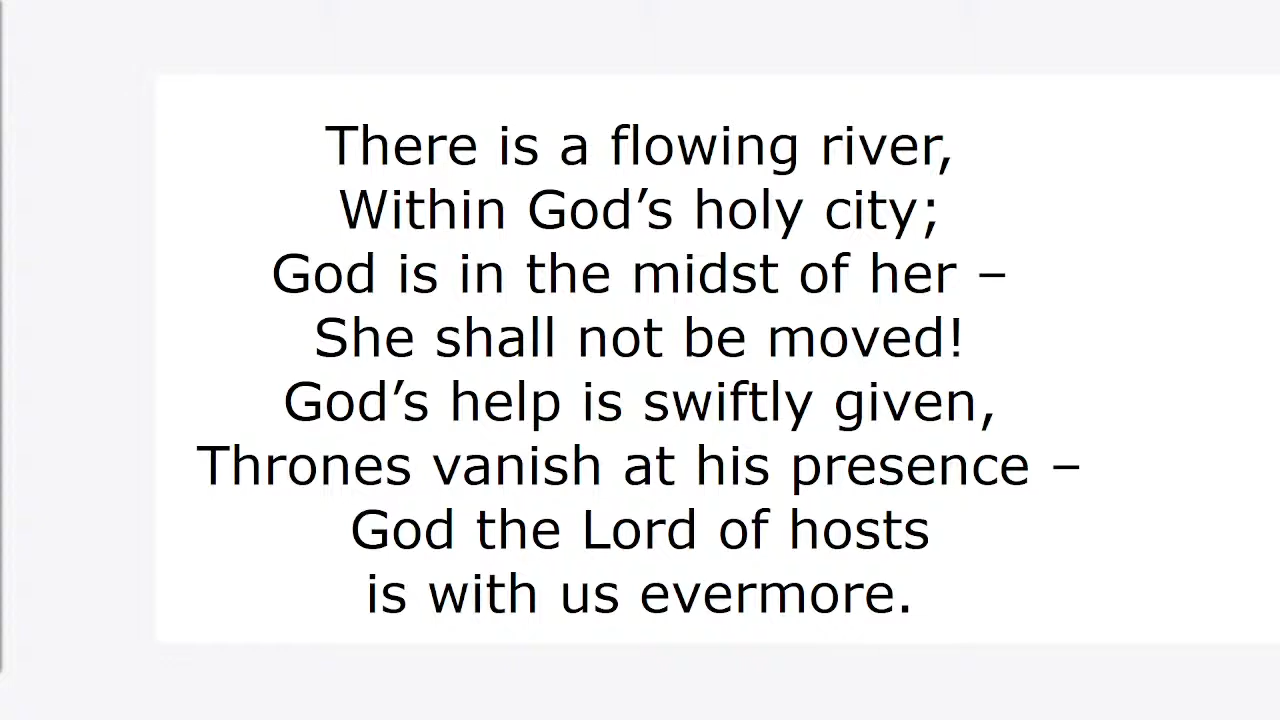 There is a flowing river,
Within God’s holy city;
God is in the midst of her –
She shall not be moved!
God’s help is swiftly given,
Thrones vanish at his presence –
God the Lord of hosts
is with us evermore.